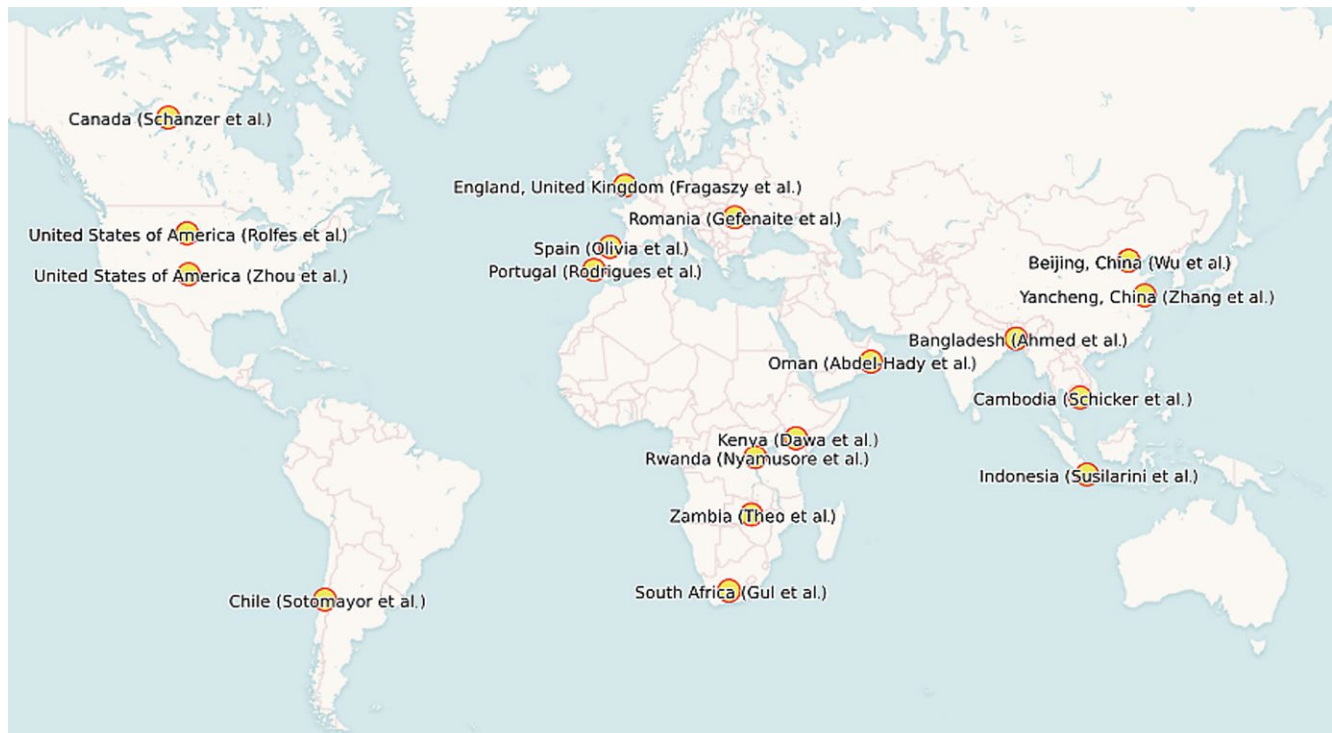 Canada (Schanzer et al.)
England, United Kingdom (Fragaszy et al.)
Romania (Gefenaite et al.)
United States of America (Rolfes et al.)
Spain (Olivia et al.)
Beijing, China (Wu et al.)
Portugal (Rodrigues et al.)
United States of America (Zhou et al.)
Yancheng, China (Zhang et al.)
Bangladesh (Ahmed et al.)
Oman (Abdel-Hady et al.)
Cambodia (Schicker et al.)
Kenya (Dawa et al.)
Rwanda (Nyamusore et al.)
Indonesia (Susilarini et al.)
Zambia (Theo et al.)
South Africa (Gul et al.)
Chile (Sotomayor et al.)